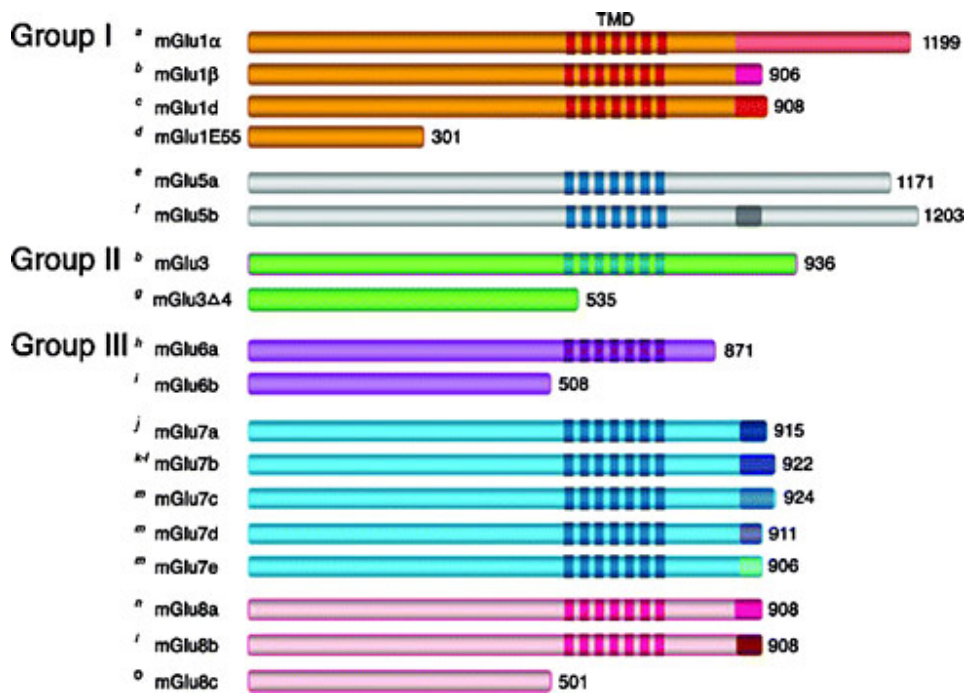 TMD
Group I a mGlu1α 1199
b mGlu1β 906
c mGlu1d 908
d mGlu1E55 301
e mGlu5a 1171
f mGlu5b 1203
Group II b mGlu3 936
g mGlu3Δ4 535
Group III h mGlu6a 871
i mGlu6b 508
j mGlu7a 915
k-l mGlu7b 922
m mGlu7c 924
m mGlu7d 911
m mGlu7e 906
n mGlu8a 908
l mGlu8b 908
o mGlu8c 501